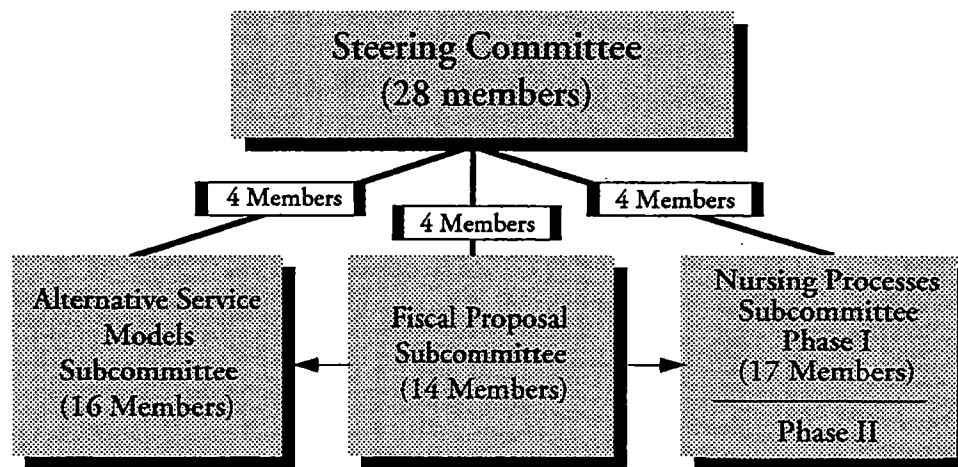 Steering Committee
(28 members)
4 Members
4 Members
4 Members
Alternative Service
Models
Subcommittee
(16 Members)
Fiscal Proposal
Subcommittee
(14 Members)
Nursing Processes
Subcommittee
Phase I
(17 Members)
Phase II